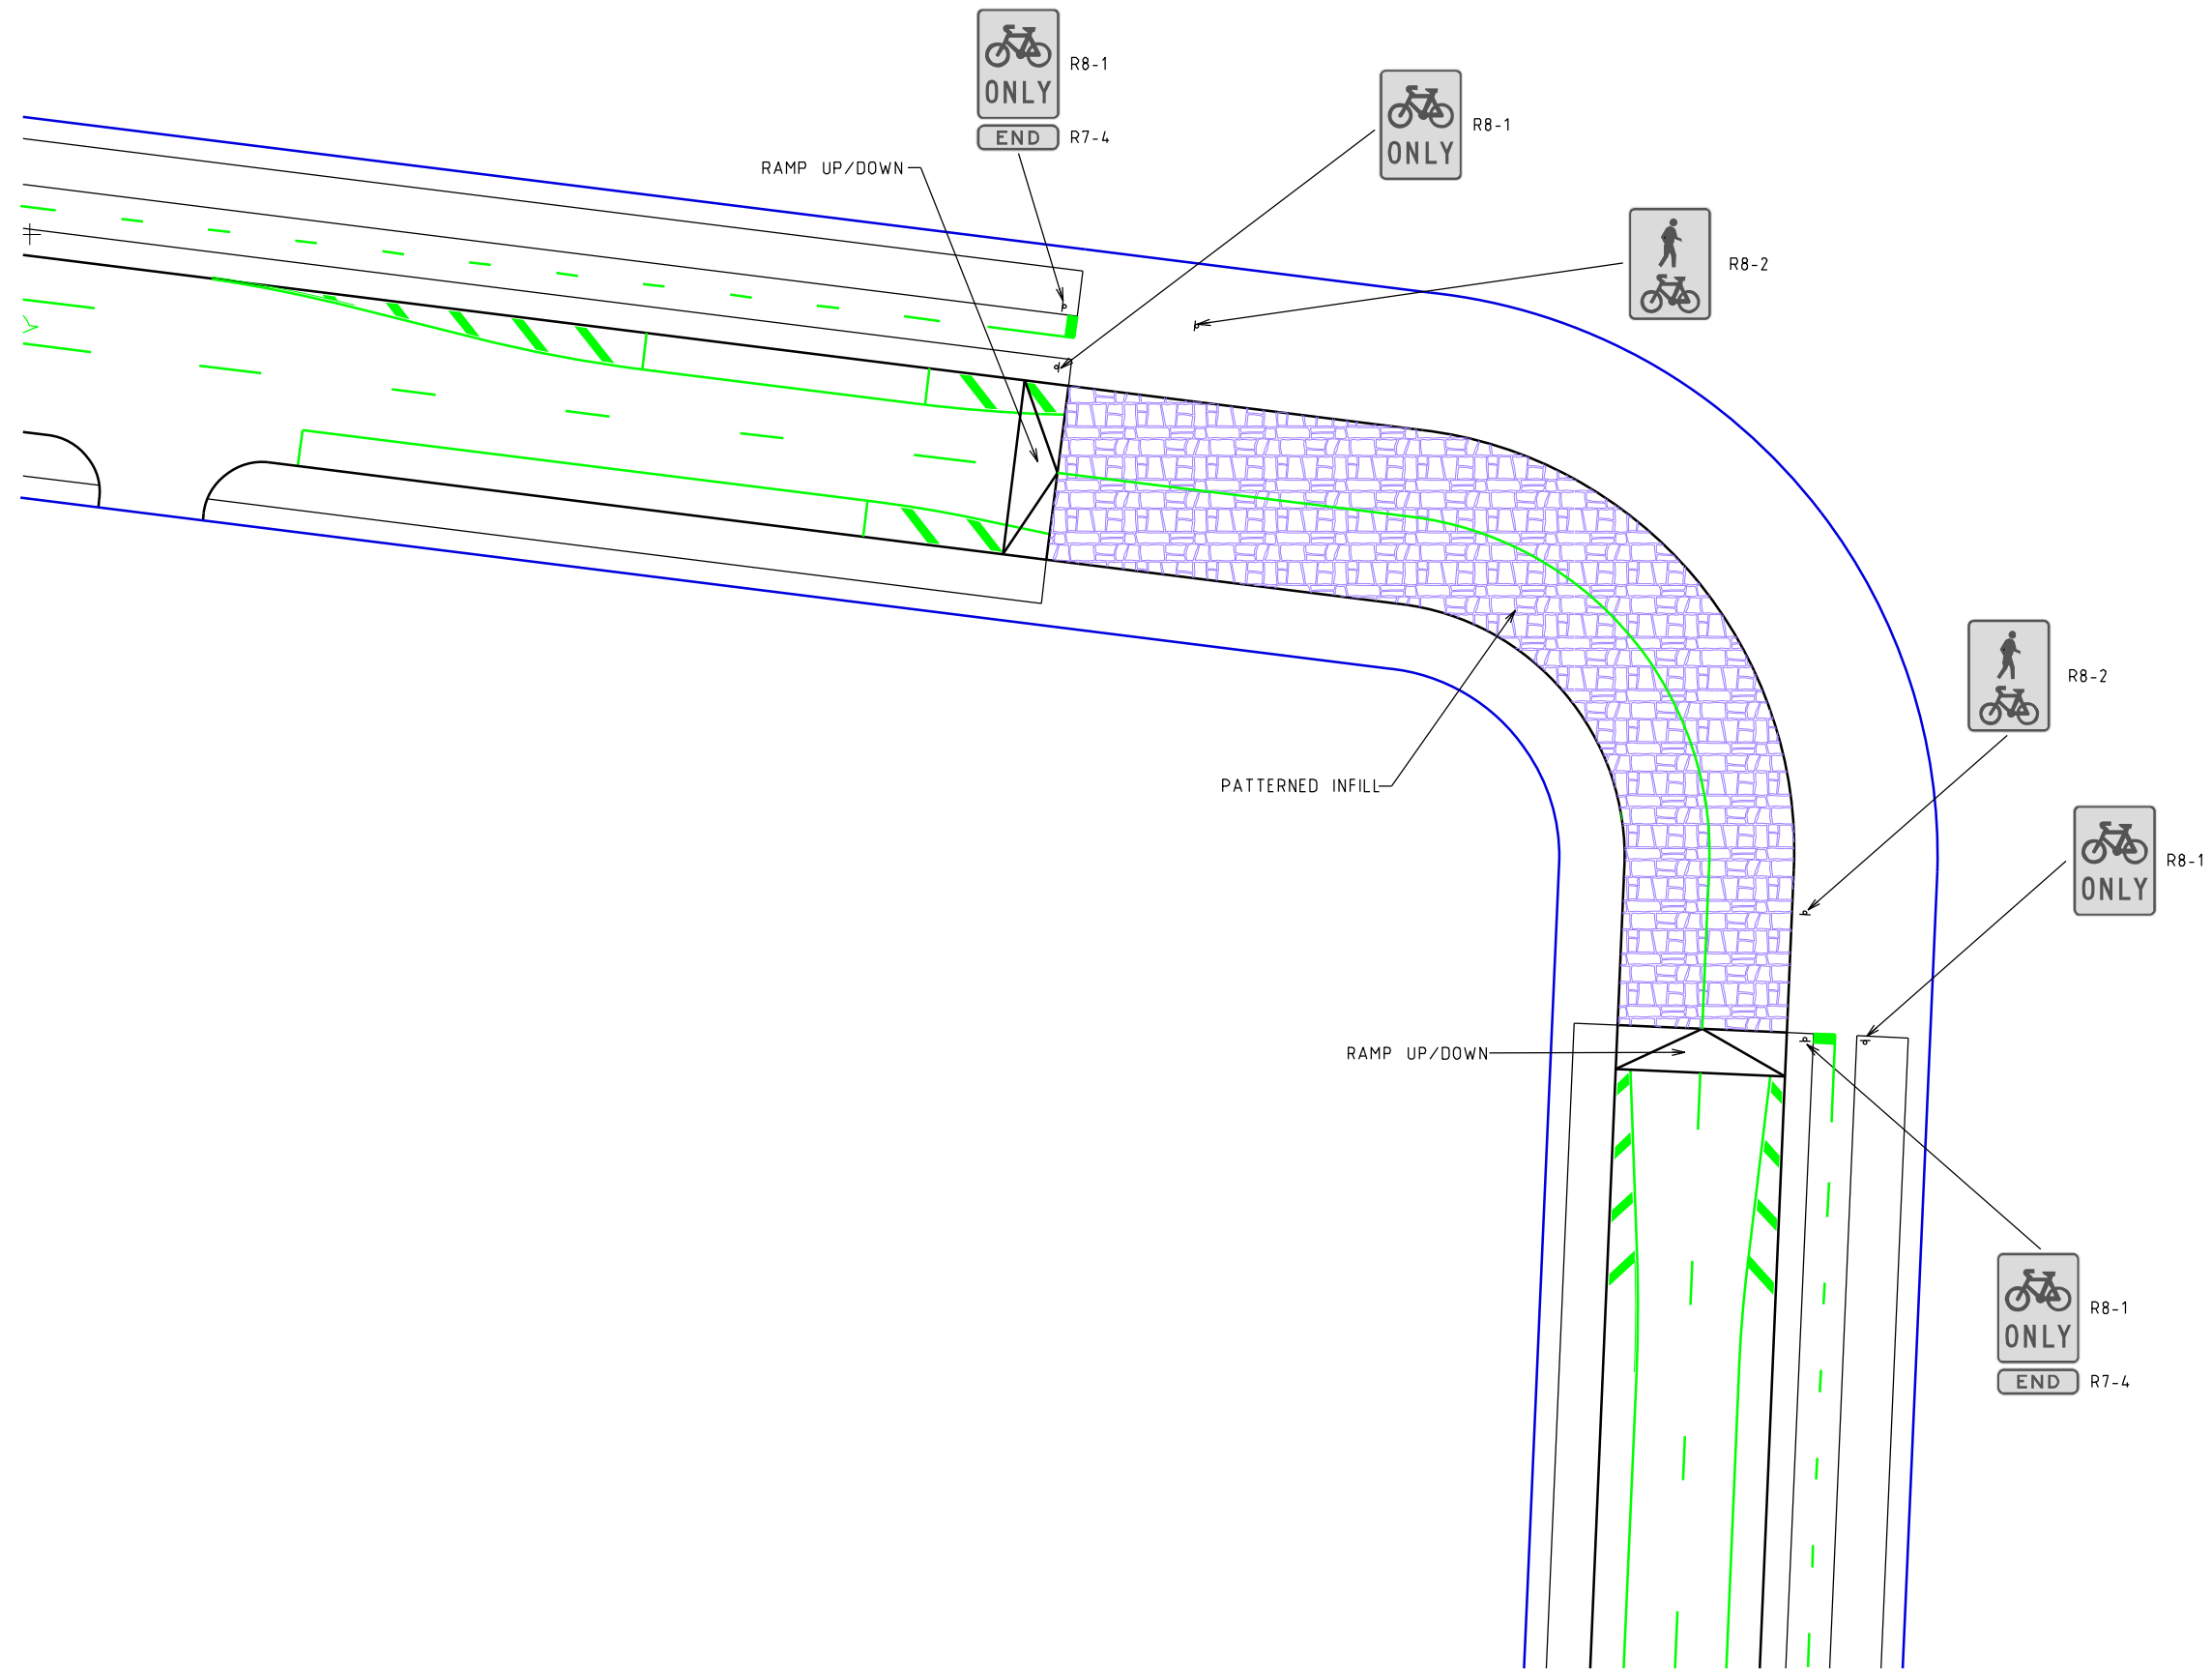 ONLY
R8-1
END
R7-4
RAMP UP/DOWN
ONLY
R8-1
R8-2
R8-2
PATTERNED INFILL
ONLY
R8-1
RAMP UP/DOWN
ONLY
R8-1
END
R7-4